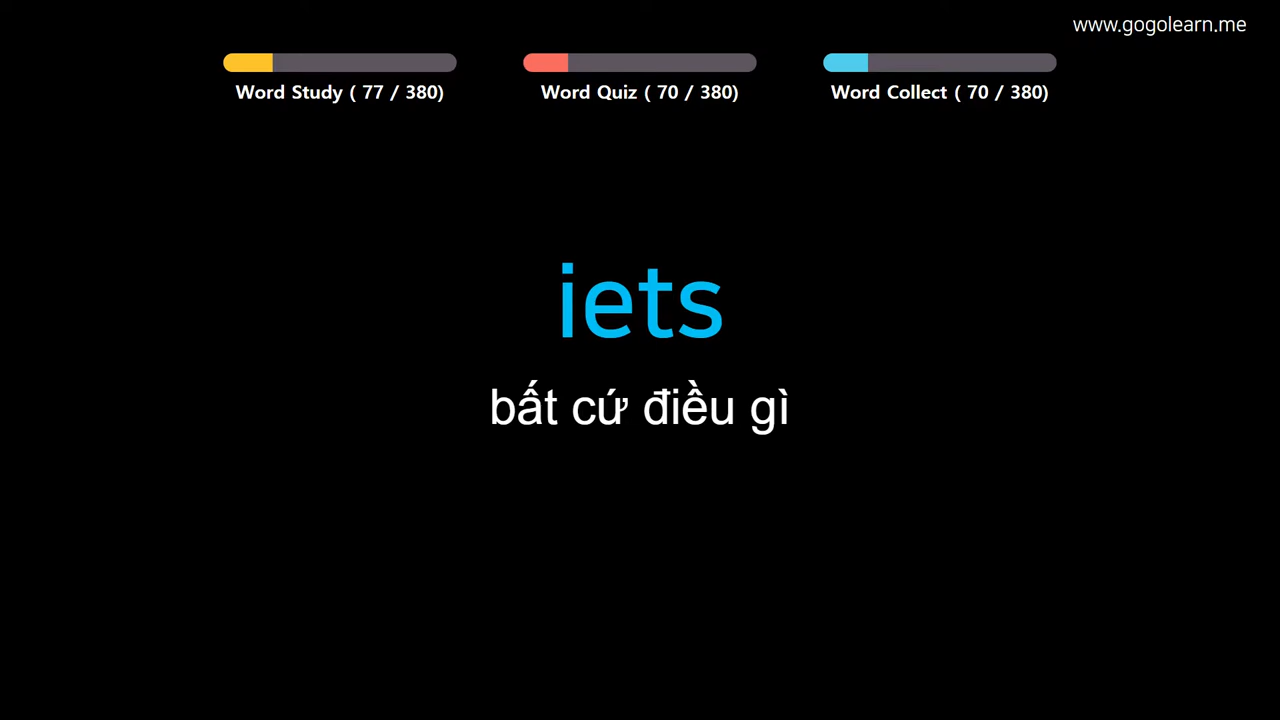 www.gogolearn.me
Word Study ( 77 / 380)
Word Quiz ( 70 / 380)
Word Collect ( 70 / 380)
iets
bất cứ điều gì